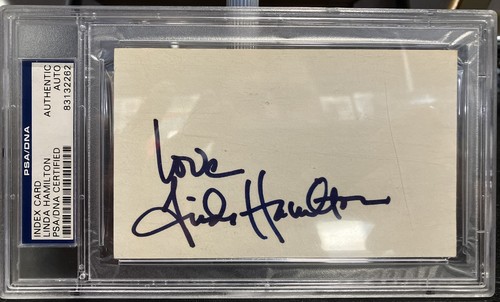 PSA/DNA
INDEX CARD
LINDA HAMILTON
PSA/DNA CERTIFIED
AUTHENTIC
AUTO
83132262
Love
Linda Hamilton